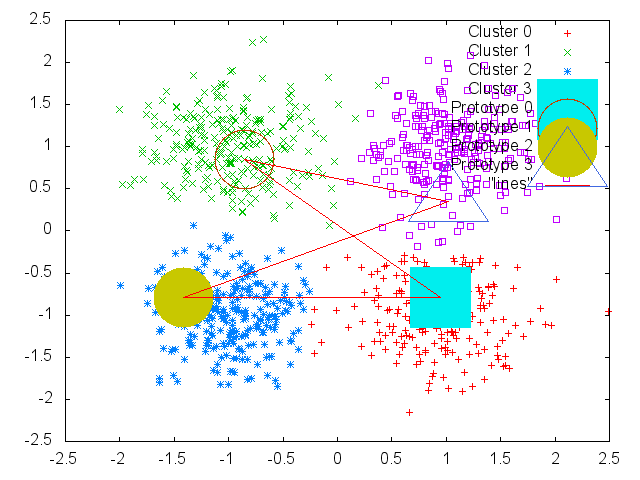 2.5
2
1.5
1
0.5
0
-0.5
-1
-1.5
-2
-2.5
-2.5 -2 -1.5 -1 -0.5 0 0.5 1 1.5 2 2.5
Cluster 0
Cluster 1
Cluster 2
Cluster 3
Prototype 0
Prototype 1
Prototype 2
Prototype 3
"lines"